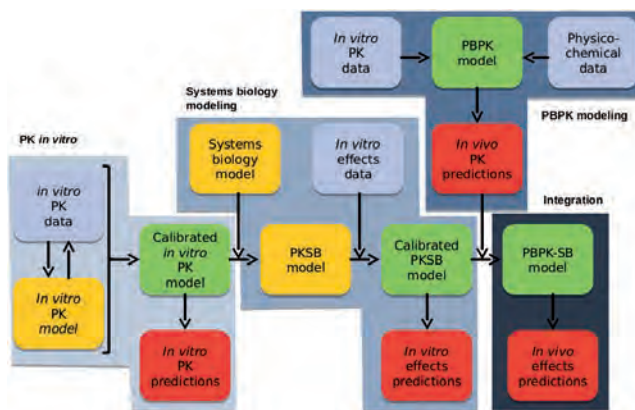 In vitro
PK
data
PBPK
model
Physico-
chemical
data
Systems biology
modeling
PBPK modeling
PK in vitro
Systems
biology
model
In vitro
effects
data
In vivo
PK
predictions
Integration
in vitro
PK
data
Calibrated
in vitro
PK
model
PKSB
model
Calibrated
PKSB
model
PBPK-SB
model
In vitro
PK
model
In vitro
PK
predictions
In vitro
effects
predictions
In vivo
effects
predictions